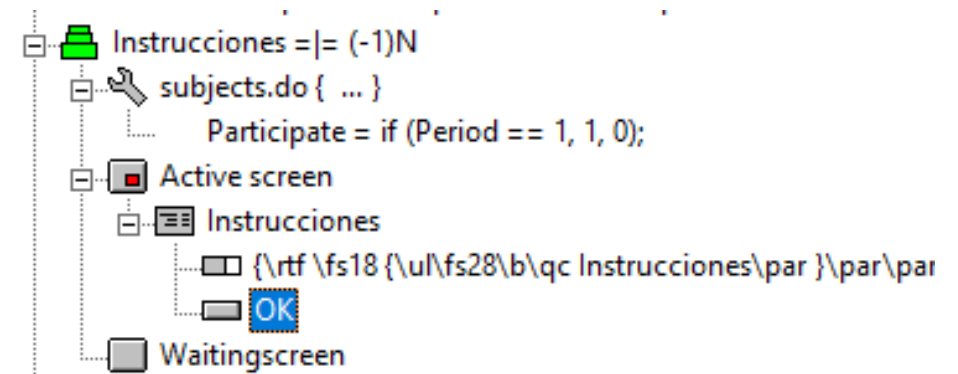 Instrucciones =|= (-1)N
subjects.do { ... }
Participate = if (Period == 1, 1, 0);
Active screen
Instrucciones
{\rtf \fs18 {\ul\fs28\b\qc Instrucciones\par }\par\par
OK
Waitingscreen